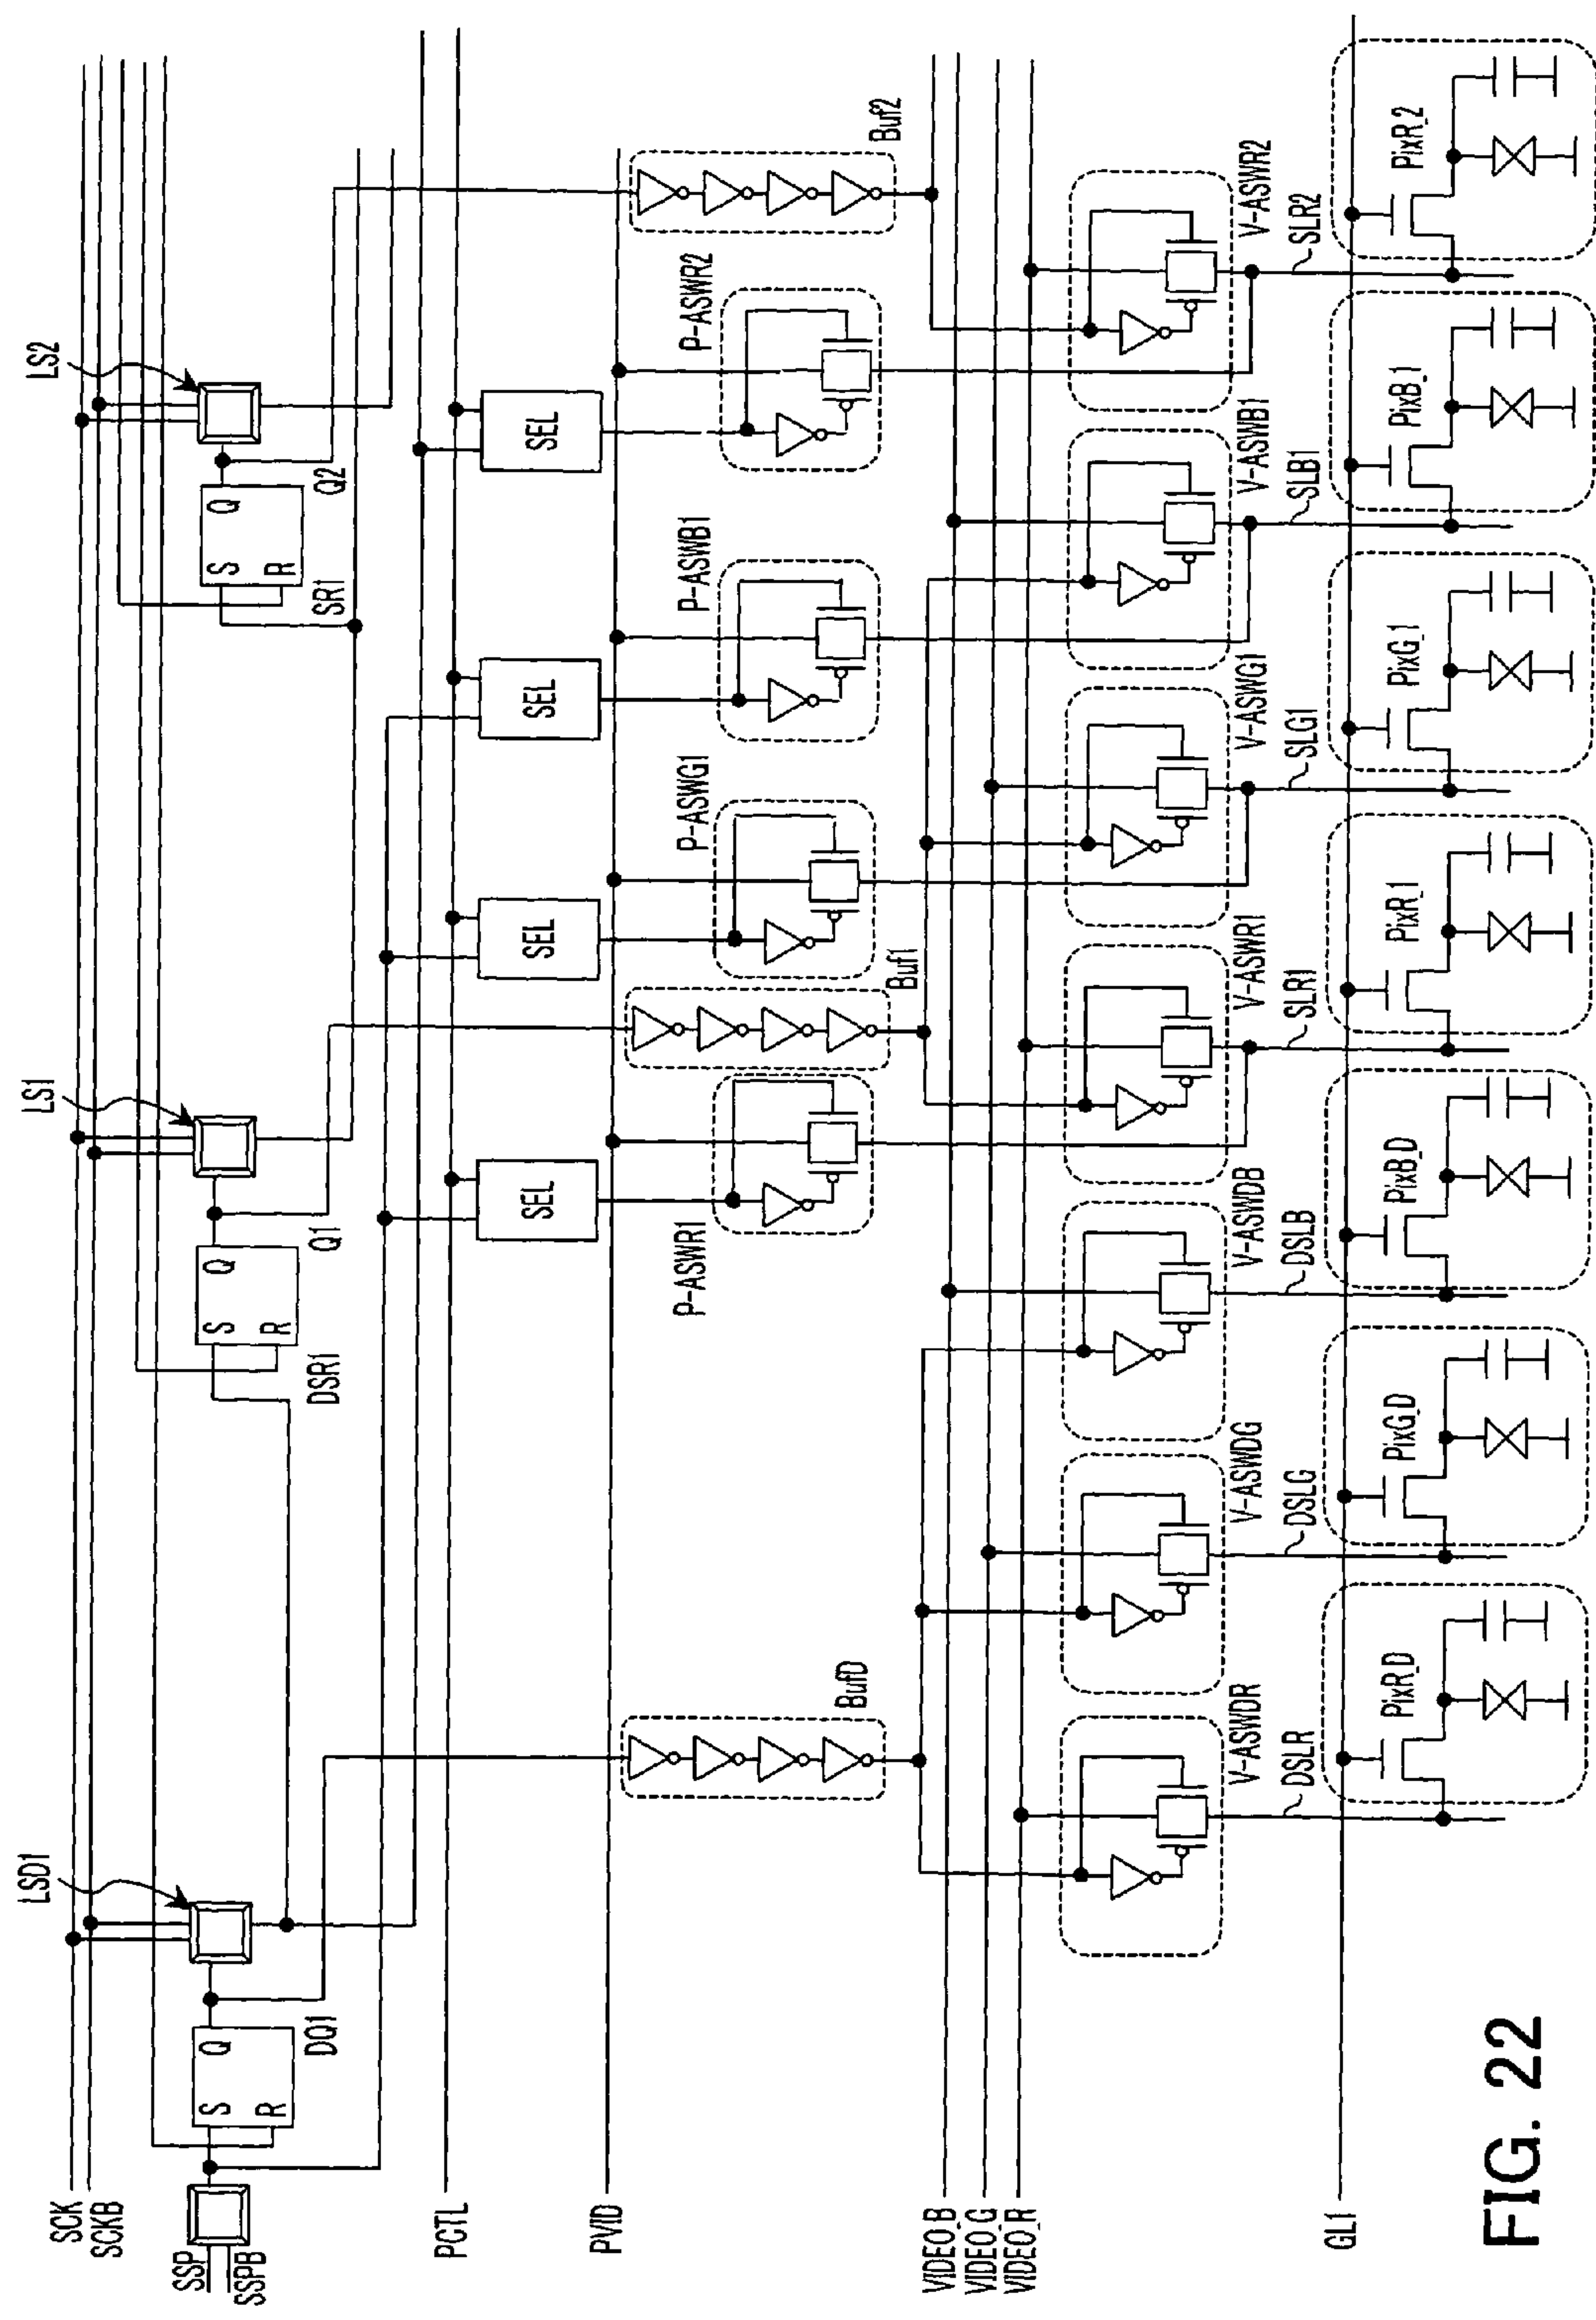 LSD1
LS1
LS2
SCK
SCKB
SSP
SSPB
S
R
Q
DQ1
S
R
Q
DSR1
Q1
S
R
Q
SR1
Q2
PCTL
SEL
SEL
SEL
SEL
PVID
P-ASWR1
P-ASWG1
P-ASWB1
P-ASWR2
BufD
Buf1
Buf2
VIDEO_B
VIDEO_G
VIDEO_R
V-ASWDR
V-ASWDG
V-ASWDB
V-ASWR1
V-ASWG1
V-ASWB1
V-ASWR2
DSLR
DSLG
DSLB
SLR1
SLG1
SLB1
SLR2
GL1
PixR_D
PixG_D
PixB_D
PixR_1
PixG_1
PixB_1
PixR_2
FIG. 22